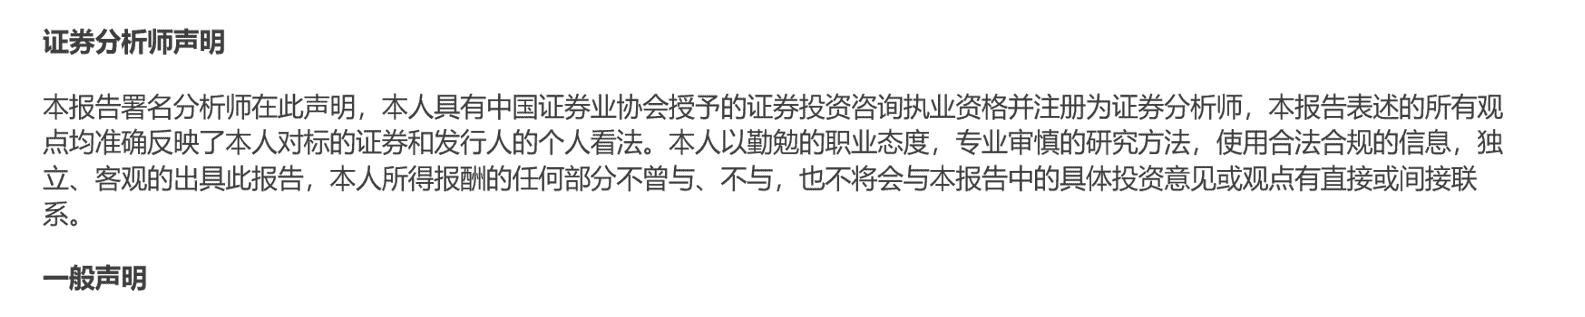 证券分析师声明
本报告署名分析师在此声明，本人具有中国证券业协会授予的证券投资咨询执业资格并注册为证券分析师，本报告表述的所有观
点均准确反映了本人对标的证券和发行人的个人看法。本人以勤勉的职业态度，专业审慎的研究方法，使用合法合规的信息，独
立、客观的出具此报告，本人所得报酬的任何部分不曾与、不与，也不将会与本报告中的具体投资意见或观点有直接或间接联
系。
一般声明